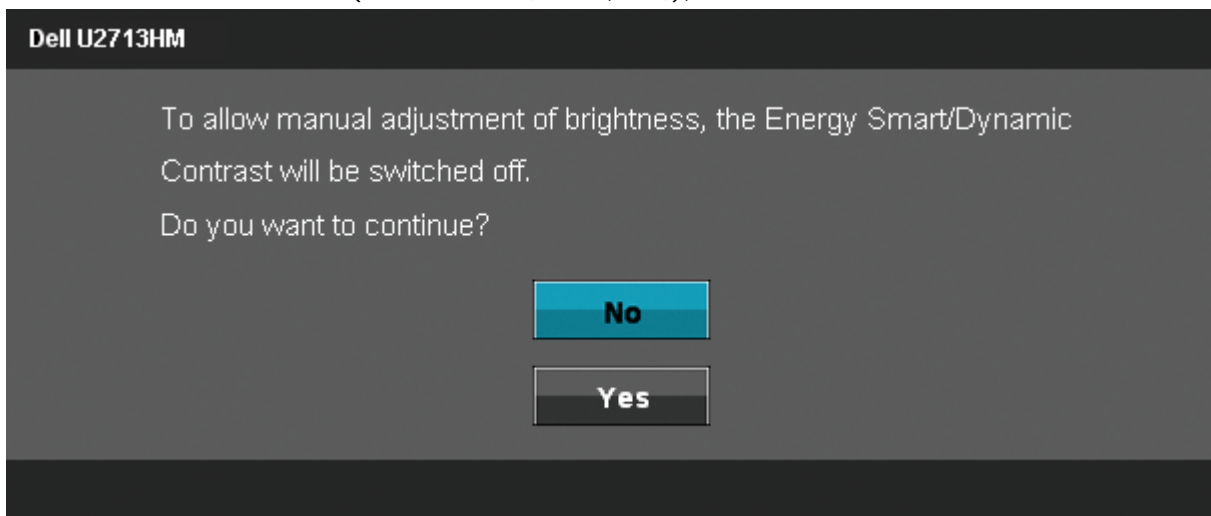 Dell U2713HM
To allow manual adjustment of brightness, the Energy Smart/Dynamic
Contrast will be switched off.
Do you want to continue?
No
Yes